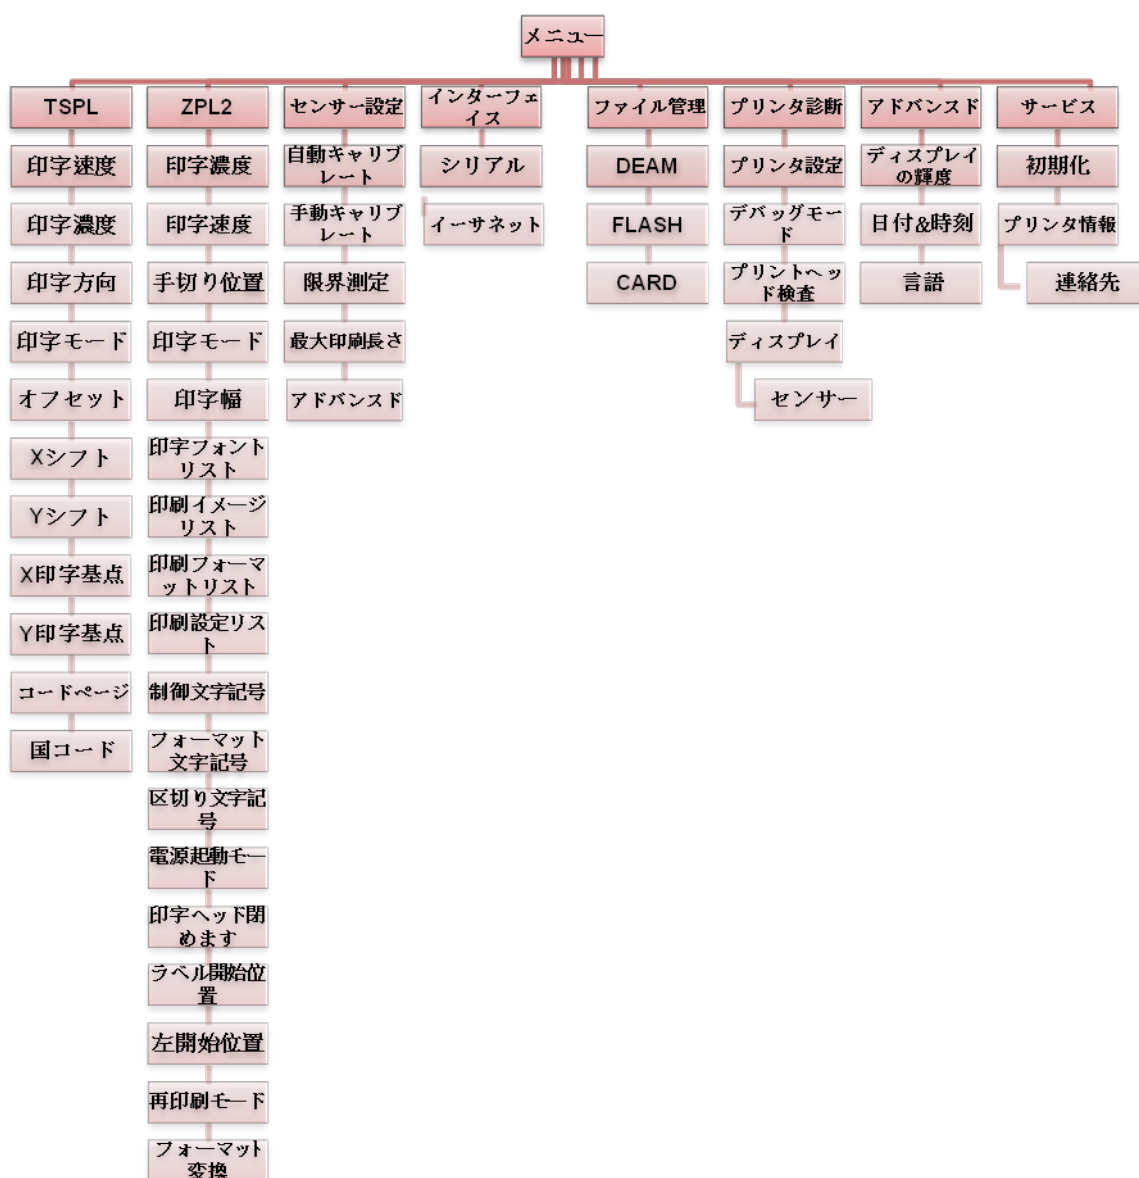 メニュー
TSPL
印字速度
印字濃度
印字方向
印字モード
オフセット
Xシフト
Yシフト
X印字基点
Y印字基点
コードページ
国コード
ZPL2
印字濃度
印字速度
手切り位置
印字モード
印字幅
印字フォント
リスト
印刷イメージ
リスト
印刷フォーマ
ットリスト
印刷設定リス
ト
制御文字記号
フォーマット
文字記号
区切り文字記
号
電源起動モー
ド
印字ヘッド閉
めます
ラベル開始位
置
左開始位置
再印刷モード
フォーマット
変換
センサー設定
自動キャリブ
レート
手動キャリブ
レート
限界測定
最大印刷長さ
アドバンスド
インターフェ
イス
シリアル
イーサネット
ファイル管理
DEAM
FLASH
CARD
プリンタ診断
プリンタ設定
デバッグモー
ド
プリントヘッ
ド検査
ディスプレイ
センサー
アドバンスド
ディスプレイ
の輝度
日付&時刻
言語
サービス
初期化
プリンタ情報
連絡先